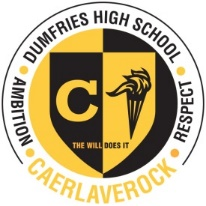 DUMFRIES HIGH SCHOOL
AMBITION
RESPECT
C
THE WILL DOES IT
CAERLAVEROCK